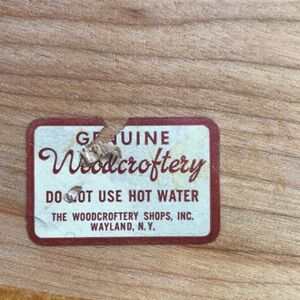 GENUINE
Woodcroftery
DO NOT USE HOT WATER
THE WOODCROFTERY SHOPS, INC.
WAYLAND, N.Y.